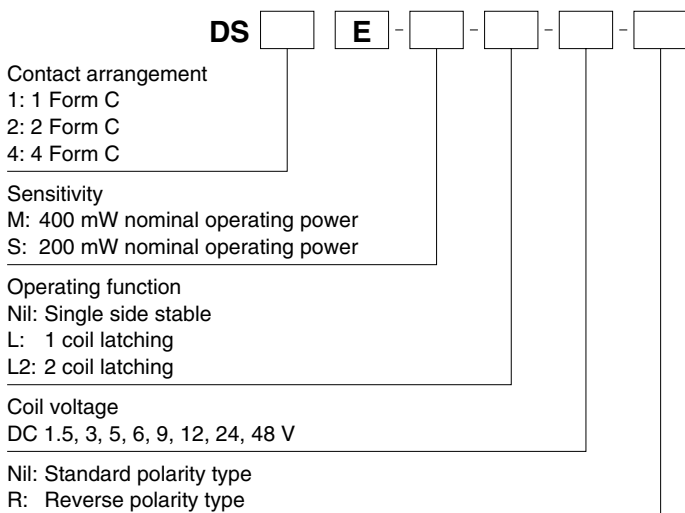 DS E - - - -
Contact arrangement
1: 1 Form C
2: 2 Form C
4: 4 Form C
Sensitivity
M: 400 mW nominal operating power
S: 200 mW nominal operating power
Operating function
Nil: Single side stable
L: 1 coil latching
L2: 2 coil latching
Coil voltage
DC 1.5, 3, 5, 6, 9, 12, 24, 48 V
Nil: Standard polarity type
R: Reverse polarity type